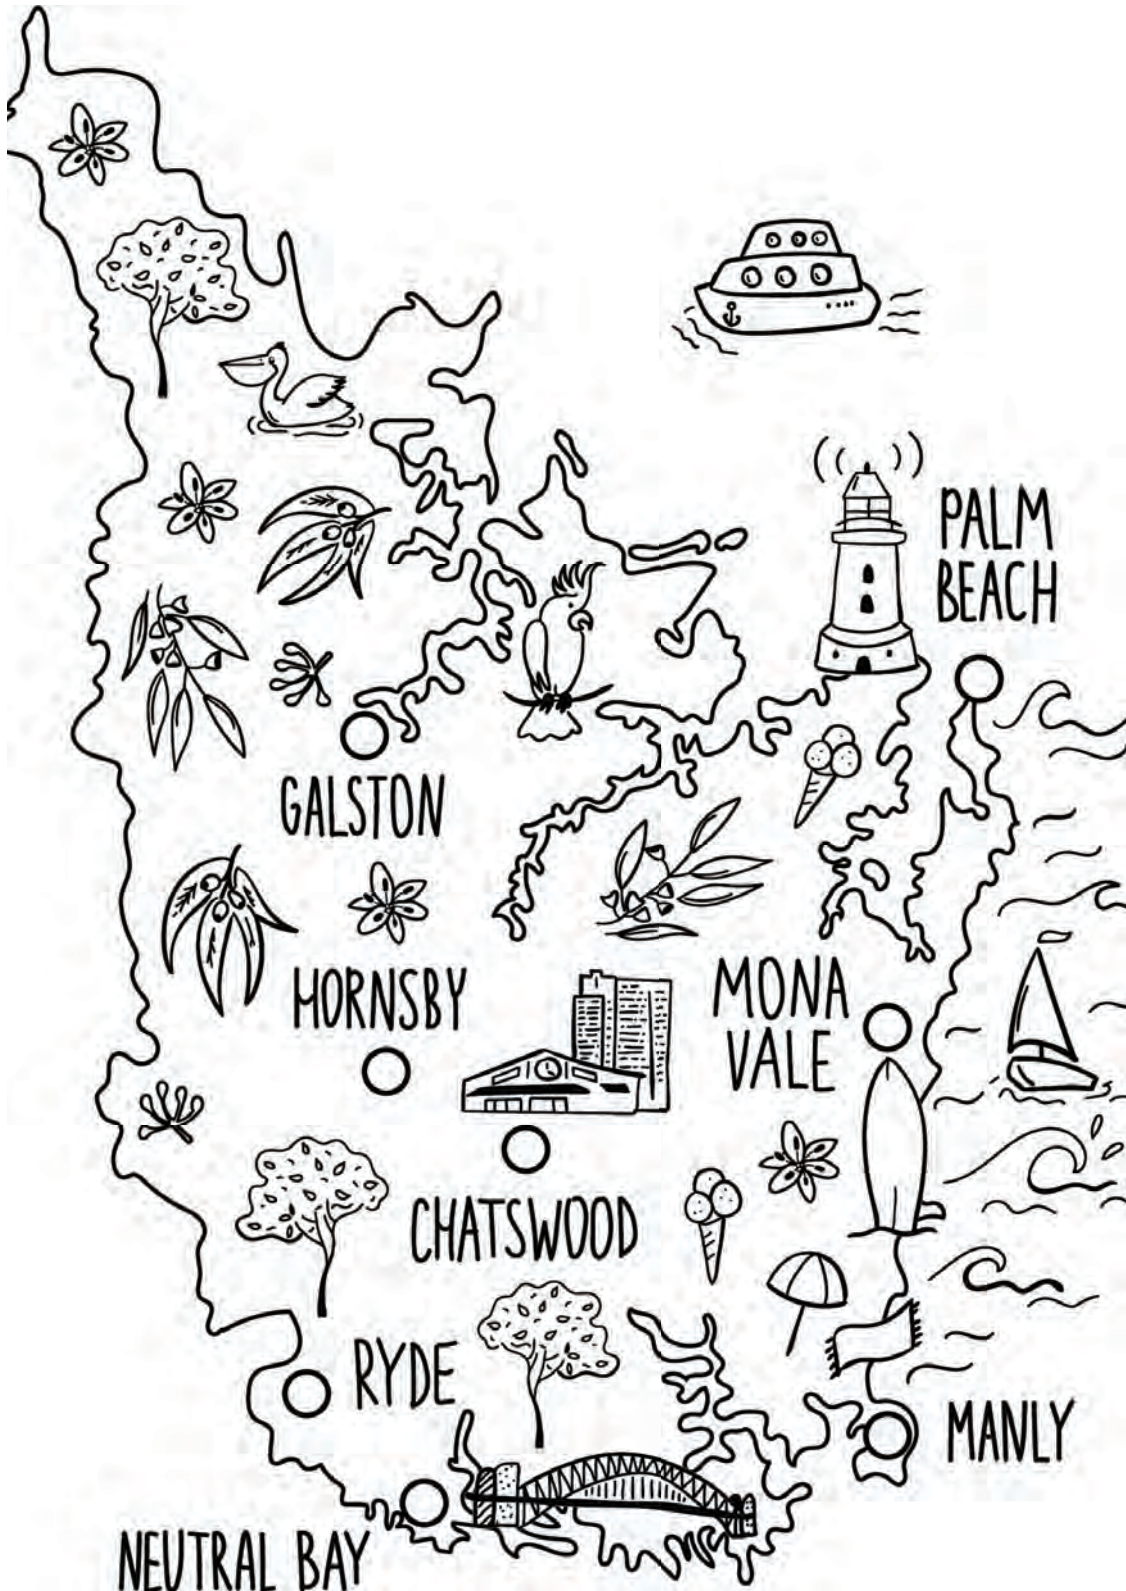 PALM
BEACH
GALSTON
HORNSBY
MONA
VALE
CHATSWOOD
RYDE
MANLY
NEUTRAL BAY